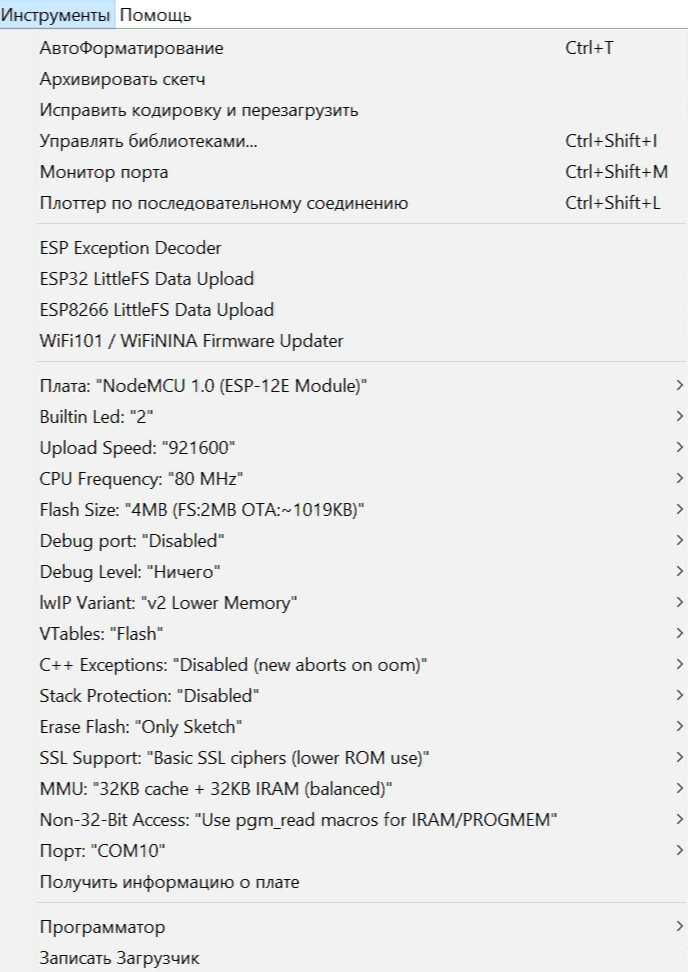 Инструменты Помощь
АвтоФорматирование Ctrl+T
Архивировать скетч
Исправить кодировку и перезагрузить
Управлять библиотеками... Ctrl+Shift+I
Монитор порта Ctrl+Shift+M
Плоттер по последовательному соединению Ctrl+Shift+L
ESP Exception Decoder
ESP32 LittleFS Data Upload
ESP8266 LittleFS Data Upload
WiFi101 / WiFiNINA Firmware Updater
Плата: "NodeMCU 1.0 (ESP-12E Module)"
Builtin Led: "2"
Upload Speed: "921600"
CPU Frequency: "80 MHz"
Flash Size: "4MB (FS:2MB OTA:~1019KB)"
Debug port: "Disabled"
Debug Level: "Ничего"
lwIP Variant: "v2 Lower Memory"
VTables: "Flash"
C++ Exceptions: "Disabled (new aborts on oom)"
Stack Protection: "Disabled"
Erase Flash: "Only Sketch"
SSL Support: "Basic SSL ciphers (lower ROM use)"
MMU: "32KB cache + 32KB IRAM (balanced)"
Non-32-Bit Access: "Use pgm_read macros for IRAM/PROGMEM"
Порт: "COM10"
Получить информацию о плате
Программатор
Записать Загрузчик